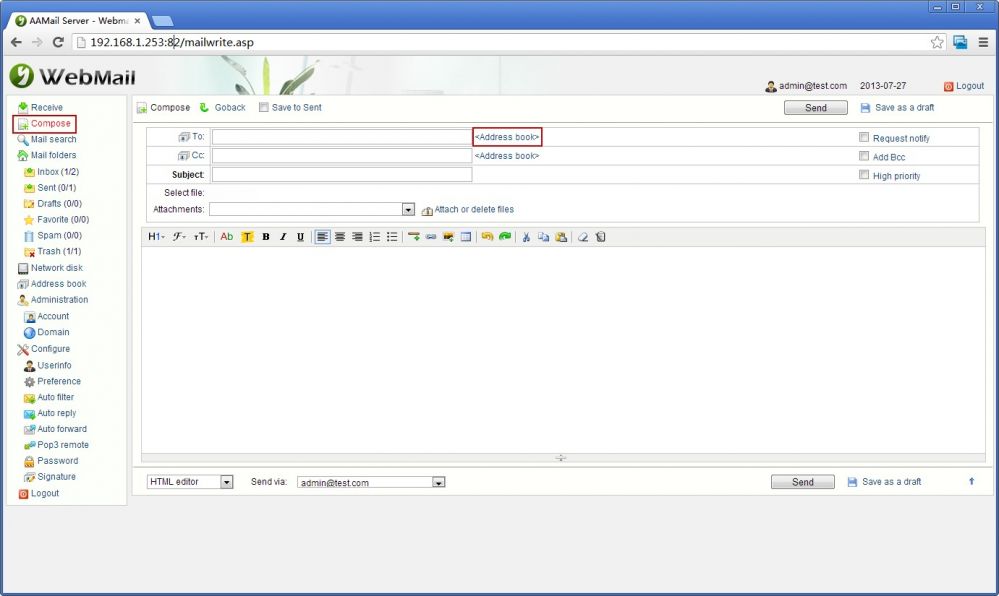 AAMail Server - Webma
192.168.1.253:82/mailwrite.asp
WebMail
admin@test.com 2013-07-27 Logout
Receive
Compose
Mail search
Mail folders
Inbox (1/2)
Sent (0/1)
Drafts (0/0)
Favorite (0/0)
Spam (0/0)
Trash (1/1)
Network disk
Address book
Administration
Account
Domain
Configure
Userinfo
Preference
Auto filter
Auto reply
Auto forward
Pop3 remote
Password
Signature
Logout
Compose Goback Save to Sent Send Save as a draft
To: <Address book> Request notify
Cc: <Address book> Add Bcc
Subject: High priority
Select file:
Attachments: Attach or delete files
H1 F TT Ab T B I U
HTML editor Send via: admin@test.com Send Save as a draft